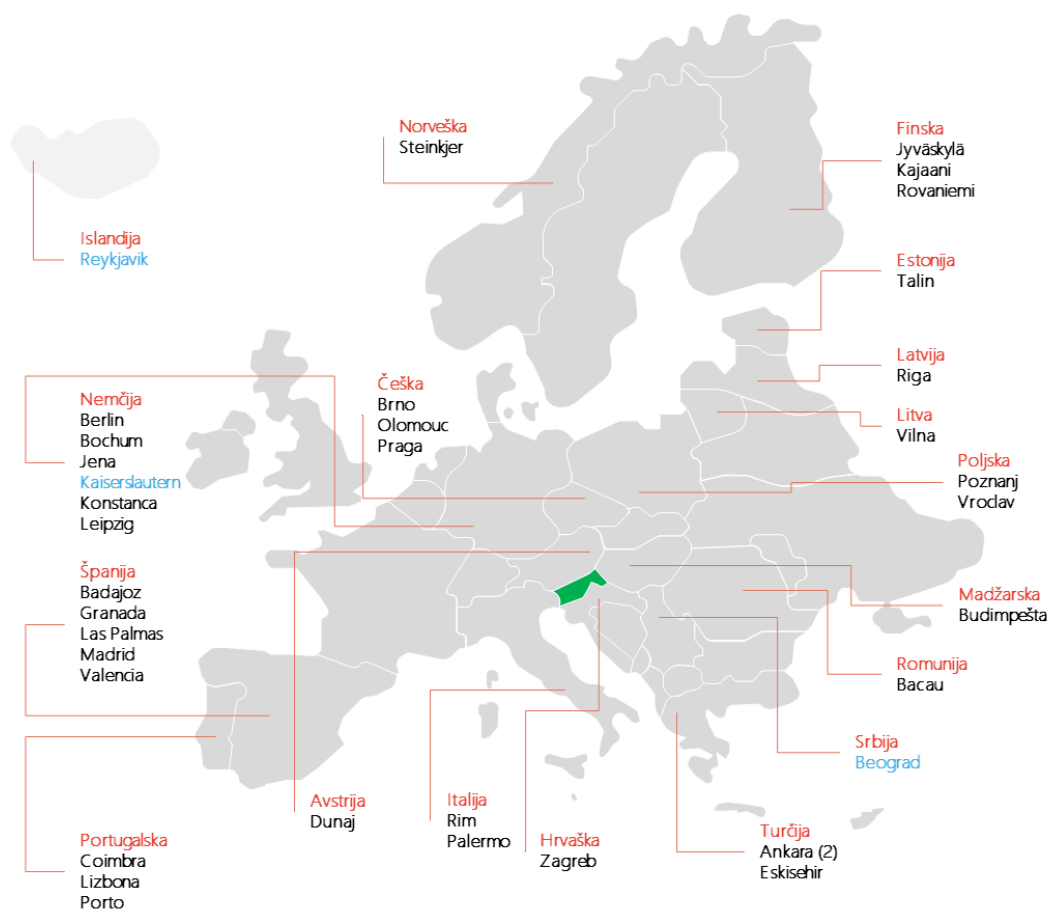 Norveška
Steinkjer
Finska
Jyväskylä
Kajaani
Rovaniemi
Islandija
Reykjavik
Estonija
Talin
Latvija
Riga
Nemčija
Berlin
Bochum
Jena
Kaiserslautern
Konstanca
Leipzig
Češka
Brno
Olomouc
Praga
Litva
Vilna
Poljska
Poznanj
Vroclav
Španija
Badajoz
Granada
Las Palmas
Madrid
Valencia
Madžarska
Budimpešta
Romunija
Bacau
Srbija
Beograd
Portugalska
Coimbra
Lizbona
Porto
Avstrija
Dunaj
Italija
Rim
Palermo
Hrvaška
Zagreb
Turčija
Ankara (2)
Eskisehir